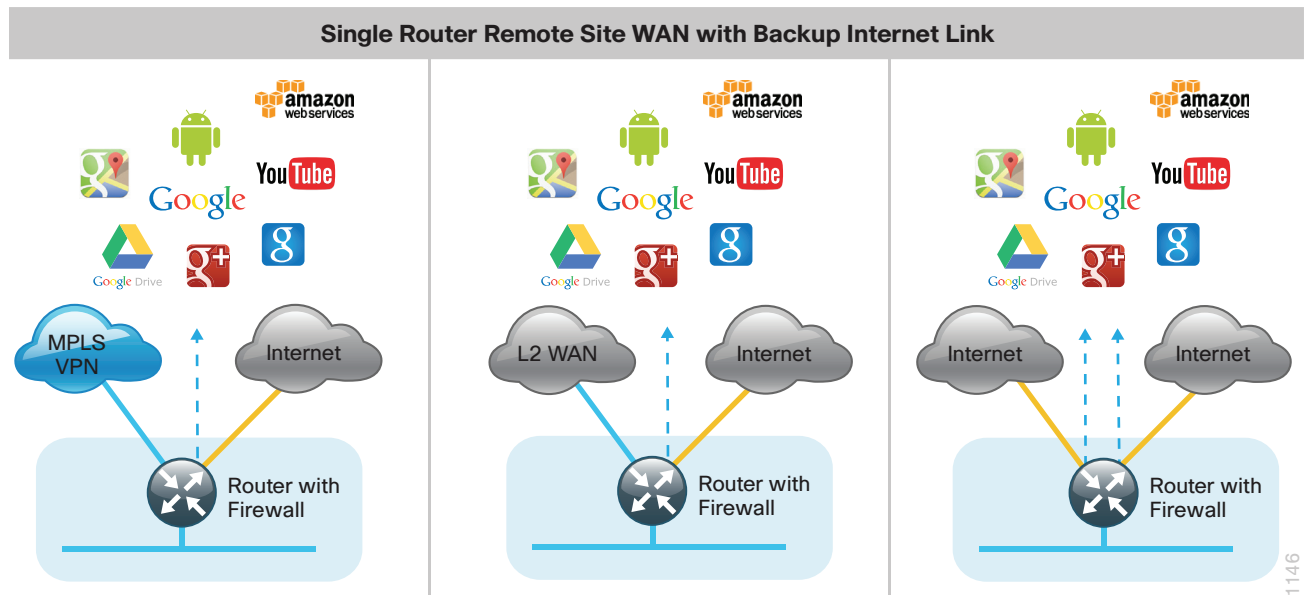 Single Router Remote Site WAN with Backup Internet Link
amazon
webservices
YouTube
g
Google
Google Drive
g+
g
MPLS
VPN
Internet
Router with
Firewall
amazon
webservices
YouTube
g
Google
Google Drive
g+
g
L2 WAN
Internet
Router with
Firewall
amazon
webservices
YouTube
g
Google
Google Drive
g+
g
Internet
Internet
Router with
Firewall
1146